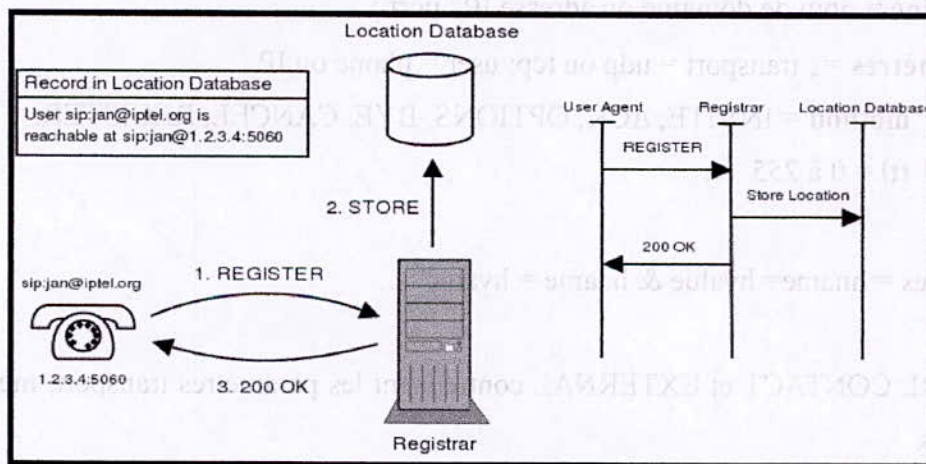 Location Database
Record in Location Database
User sip:jan@iptel.org is
reachable at sip:jan@1.2.3.4:5060
2. STORE
1. REGISTER
sip:jan@iptel.org
1.2.3.4:5060
3. 200 OK
Registrar
User Agent Registrar Location Database
REGISTER
Store Location
200 OK